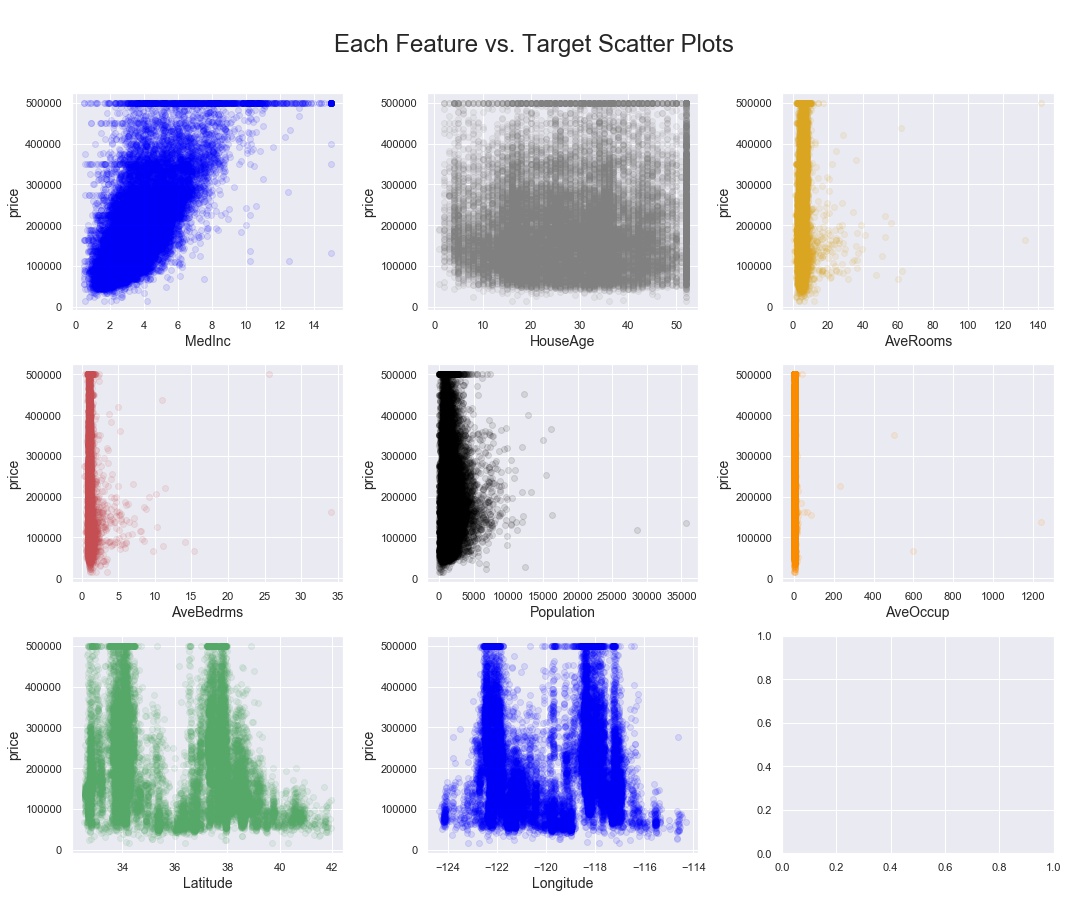 Each Feature vs. Target Scatter Plots
500000
400000
300000
200000
100000
0
price
0 2 4 6 8 10 12 14
MedInc
500000
400000
300000
200000
100000
0
price
0 10 20 30 40 50
HouseAge
500000
400000
300000
200000
100000
0
price
0 20 40 60 80 100 120 140
AveRooms
500000
400000
300000
200000
100000
0
price
0 5 10 15 20 25 30 35
AveBedrms
500000
400000
300000
200000
100000
0
price
0 5000 10000 15000 20000 25000 30000 35000
Population
500000
400000
300000
200000
100000
0
price
0 200 400 600 800 1000 1200
AveOccup
500000
400000
300000
200000
100000
0
price
34 36 38 40 42
Latitude
500000
400000
300000
200000
100000
0
price
−124 −122 −120 −118 −116 −114
Longitude
1.0
0.8
0.6
0.4
0.2
0.0
0.0 0.2 0.4 0.6 0.8 1.0